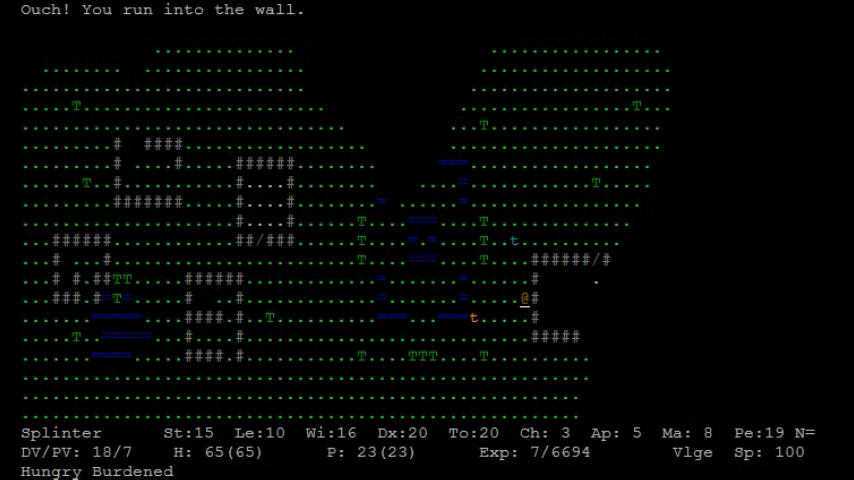 Ouch! You run into the wall.
Splinter St:15 Le:10 Wi:16 Dx:20 To:20 Ch: 3 Ap: 5 Ma: 8 Pe:19 N=
DV/PV: 18/7 H: 65(65) P: 23(23) Exp: 7/6694 Vlge Sp: 100
Hungry Burdened